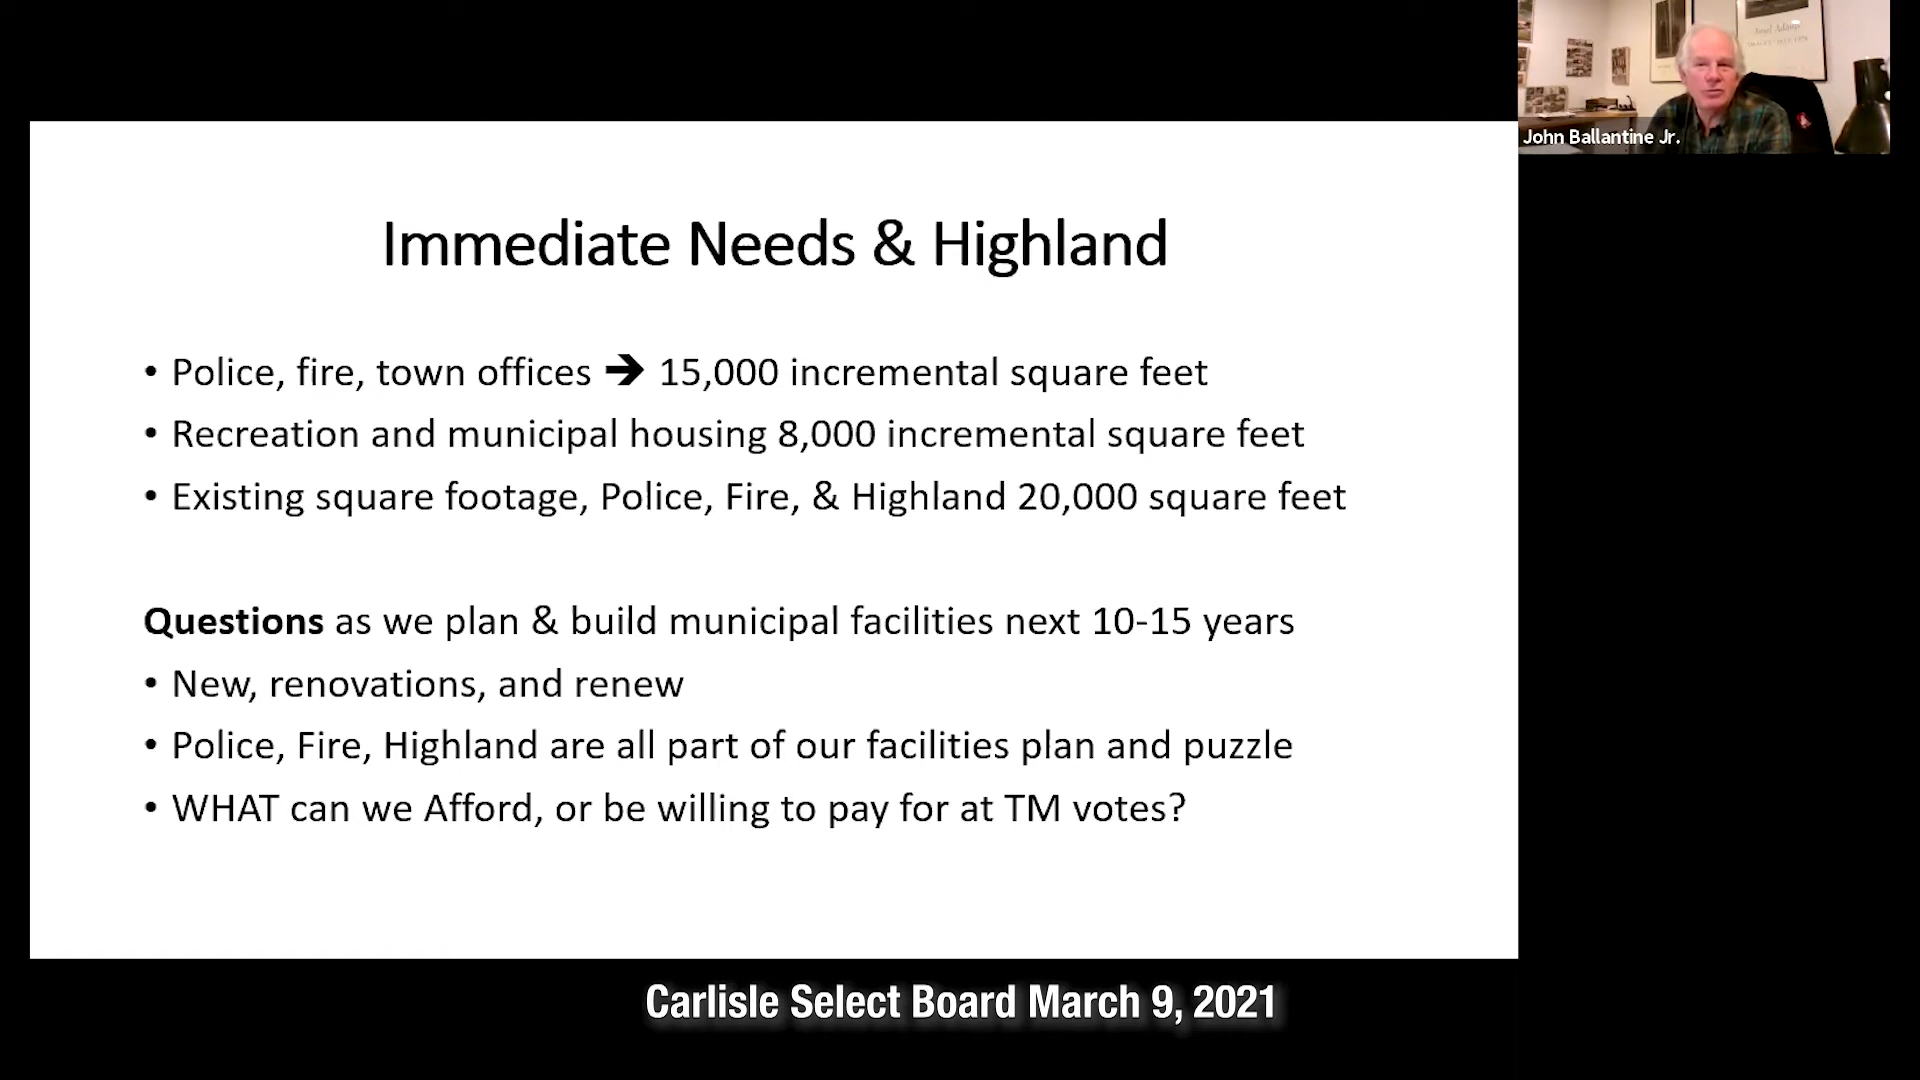 Ansel Adams
John Ballantine Jr.
Immediate Needs & Highland
• Police, fire, town offices ➔ 15,000 incremental square feet
• Recreation and municipal housing 8,000 incremental square feet
• Existing square footage, Police, Fire, & Highland 20,000 square feet
Questions as we plan & build municipal facilities next 10-15 years
• New, renovations, and renew
• Police, Fire, Highland are all part of our facilities plan and puzzle
• WHAT can we Afford, or be willing to pay for at TM votes?
Carlisle Select Board March 9, 2021